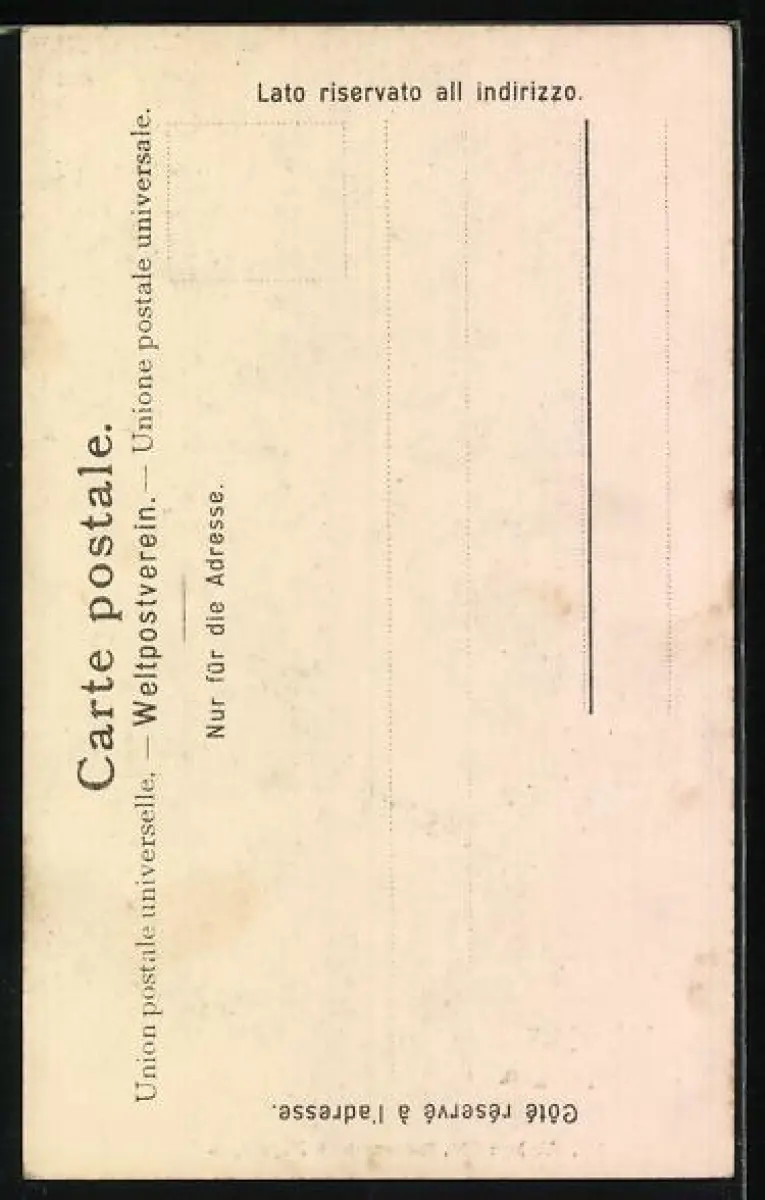 Carte postale.
Union postale universelle. — Weltpostverein. — Unione postale universale.
Nur für die Adresse.
Côté réservé à l'adresse.
Lato riservato all indirizzo.